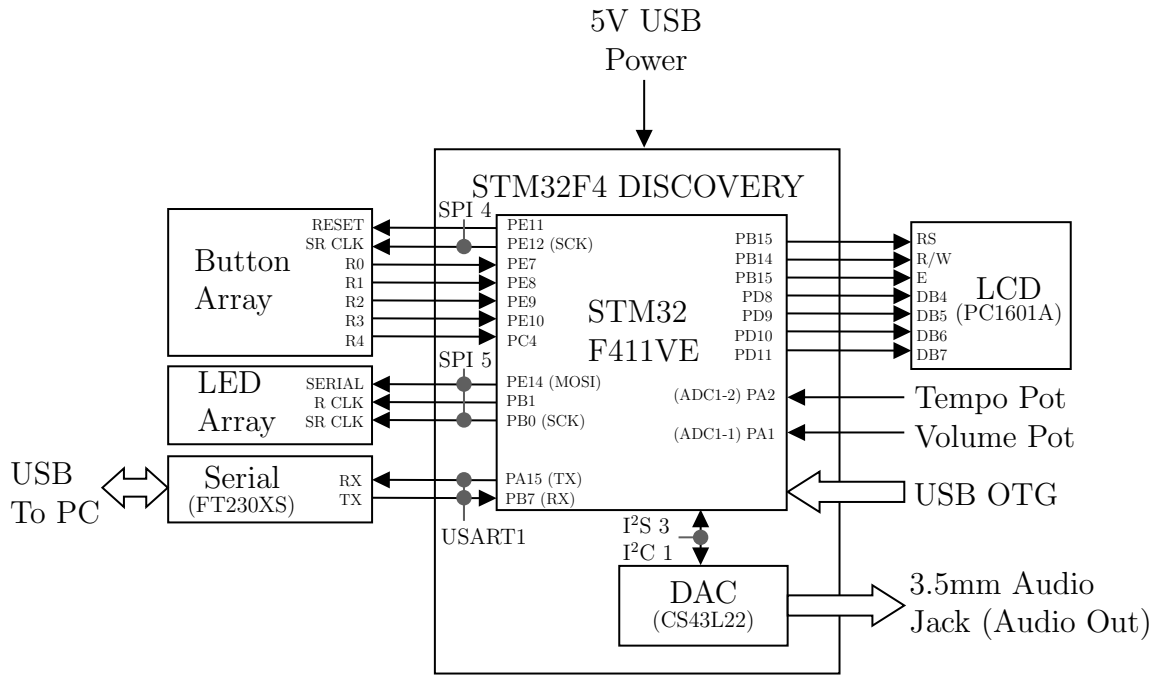 5V USB
Power
STM32F4 DISCOVERY
SPI 4
RESET
SR CLK
R0
R1
R2
R3
R4
Button
Array
PE11
PE12 (SCK)
PE7
PE8
PE9
PE10
PC4
STM32
F411VE
PB15
PB14
PB15
PD8
PD9
PD10
PD11
RS
R/W
E
DB4
DB5
DB6
DB7
LCD
(PC1601A)
SPI 5
LED
Array
SERIAL
R CLK
SR CLK
PE14 (MOSI)
PB1
PB0 (SCK)
(ADC1-2) PA2
Tempo Pot
(ADC1-1) PA1
Volume Pot
USB
To PC
Serial
(FT230XS)
RX
TX
PA15 (TX)
PB7 (RX)
USART1
USB OTG
I²S 3
I²C 1
DAC
(CS43L22)
3.5mm Audio
Jack (Audio Out)